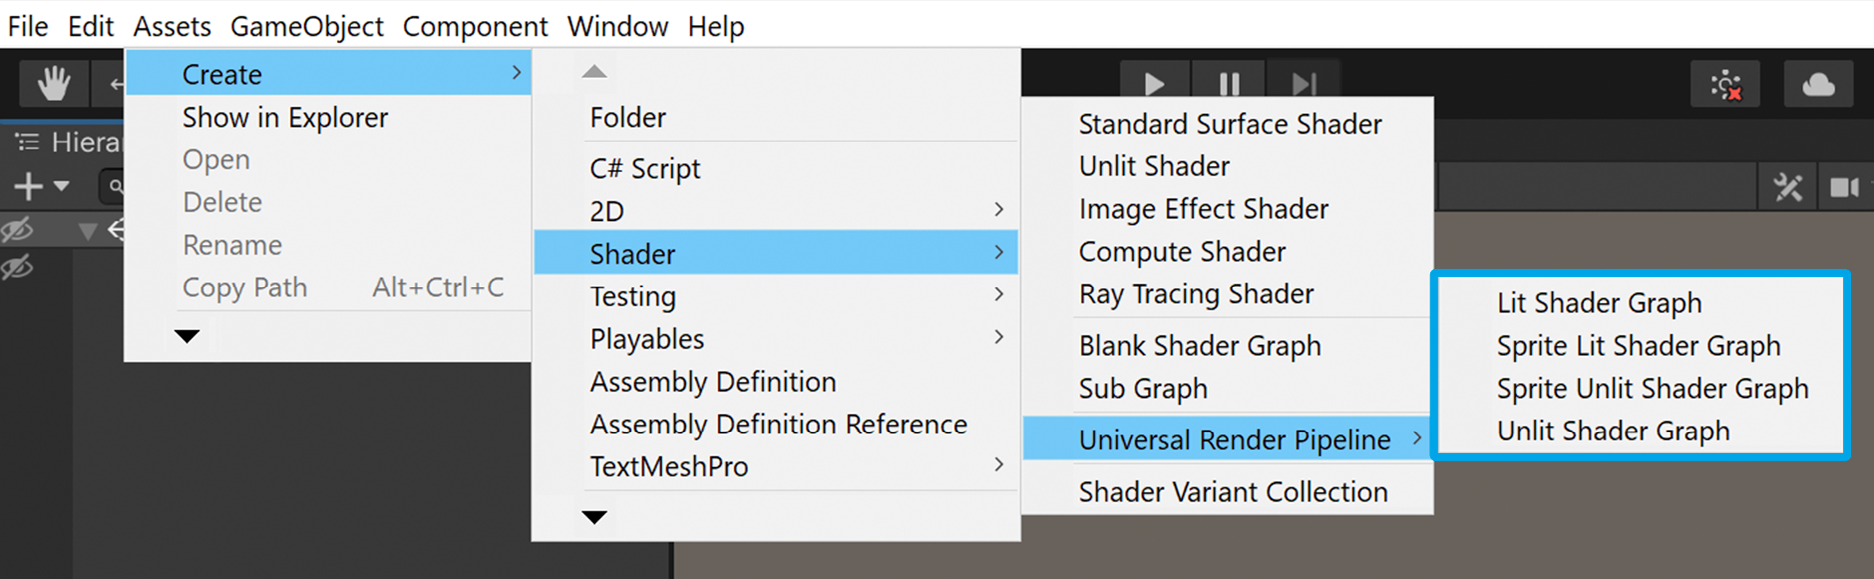 File Edit Assets GameObject Component Window Help
Create
Show in Explorer
Open
Delete
Rename
Copy Path Alt+Ctrl+C
Folder
C# Script
2D
Shader
Testing
Playables
Assembly Definition
Assembly Definition Reference
TextMeshPro
Standard Surface Shader
Unlit Shader
Image Effect Shader
Compute Shader
Ray Tracing Shader
Blank Shader Graph
Sub Graph
Universal Render Pipeline
Shader Variant Collection
Lit Shader Graph
Sprite Lit Shader Graph
Sprite Unlit Shader Graph
Unlit Shader Graph